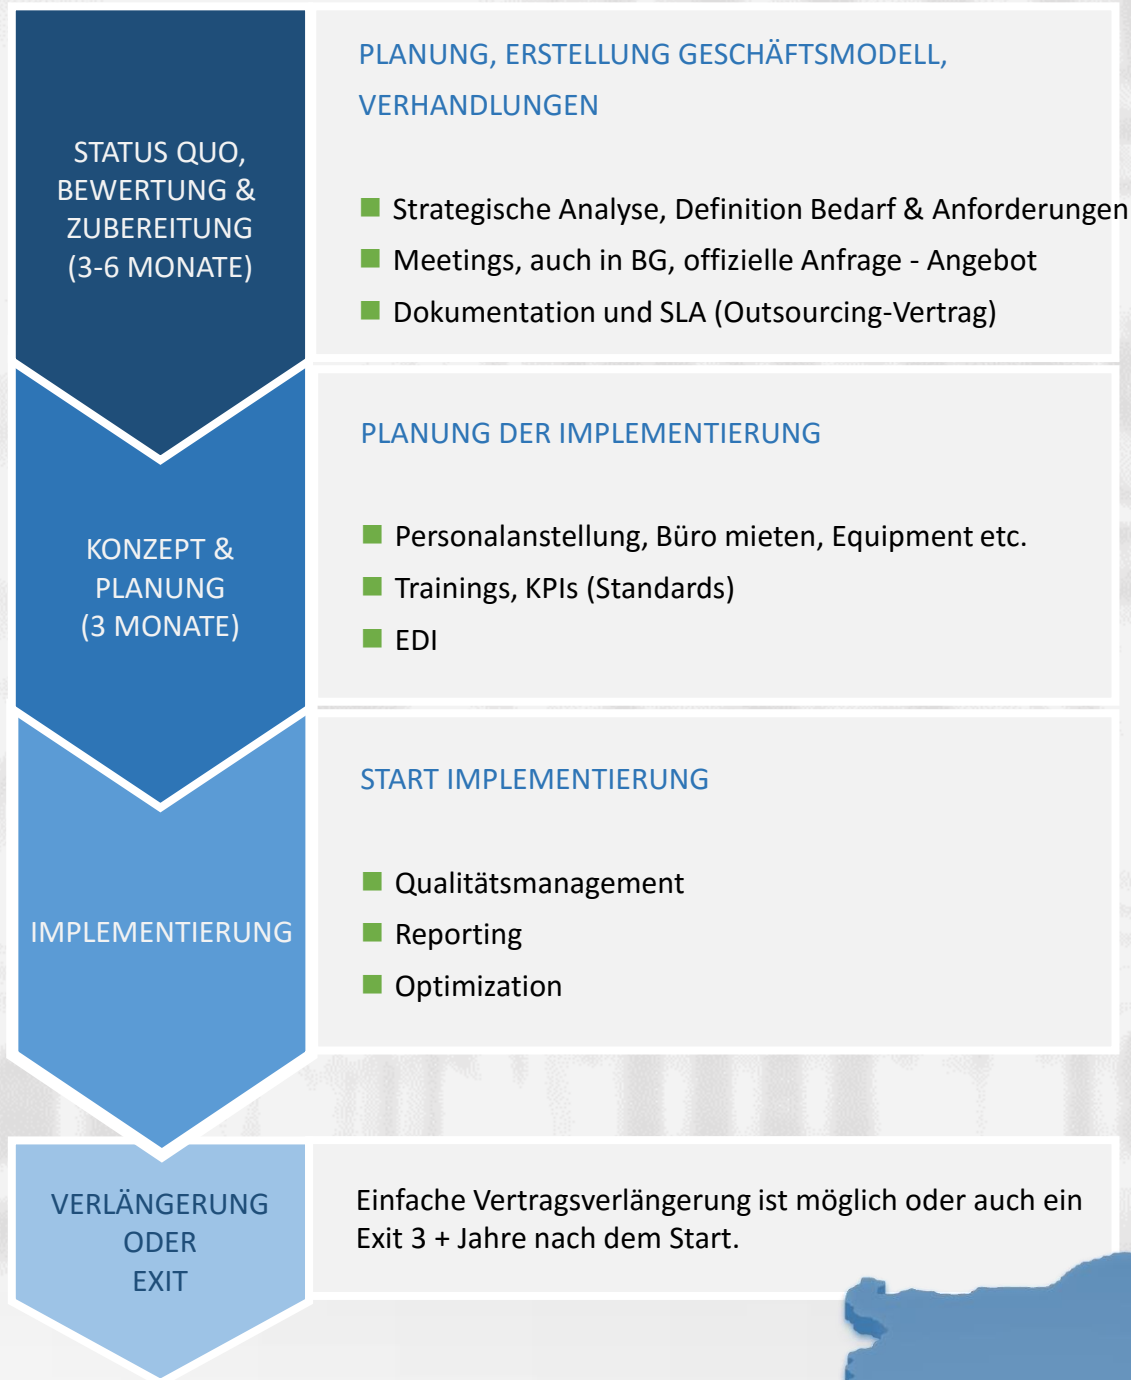 STATUS QUO,
BEWERTUNG &
ZUBEREITUNG
(3-6 MONATE)
PLANUNG, ERSTELLUNG GESCHÄFTSMODELL,
VERHANDLUNGEN
Strategische Analyse, Definition Bedarf & Anforderungen
Meetings, auch in BG, offizielle Anfrage - Angebot
Dokumentation und SLA (Outsourcing-Vertrag)
KONZEPT &
PLANUNG
(3 MONATE)
PLANUNG DER IMPLEMENTIERUNG
Personalanstellung, Büro mieten, Equipment etc.
Trainings, KPIs (Standards)
EDI
IMPLEMENTIERUNG
START IMPLEMENTIERUNG
Qualitätsmanagement
Reporting
Optimization
VERLÄNGERUNG
ODER
EXIT
Einfache Vertragsverlängerung ist möglich oder auch ein
Exit 3 + Jahre nach dem Start.